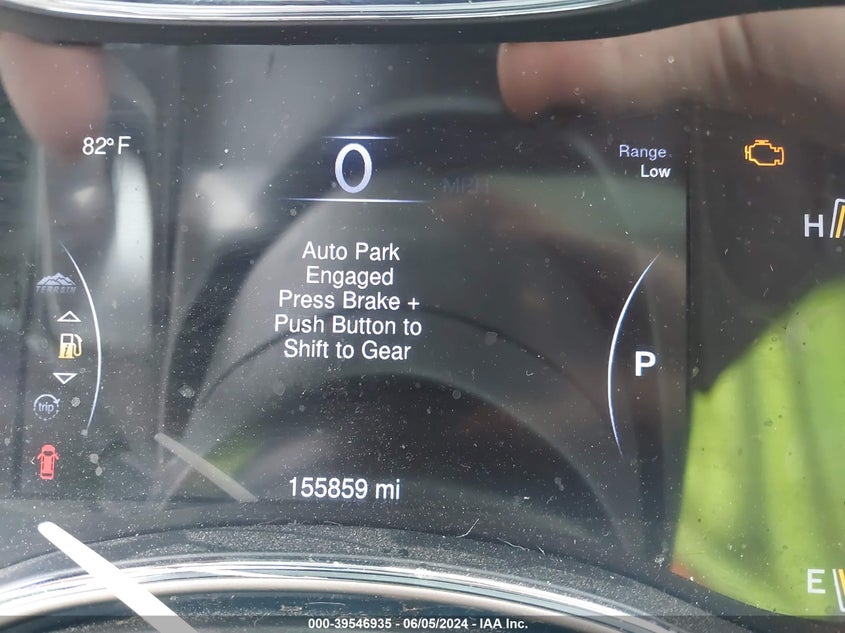 82°F
0
MPH
Range
Low
H
Auto Park
Engaged
Press Brake +
Push Button to
Shift to Gear
TERRAIN
P
trip
155859 mi
E
000-39546935 - 06/05/2024 - IAA Inc.